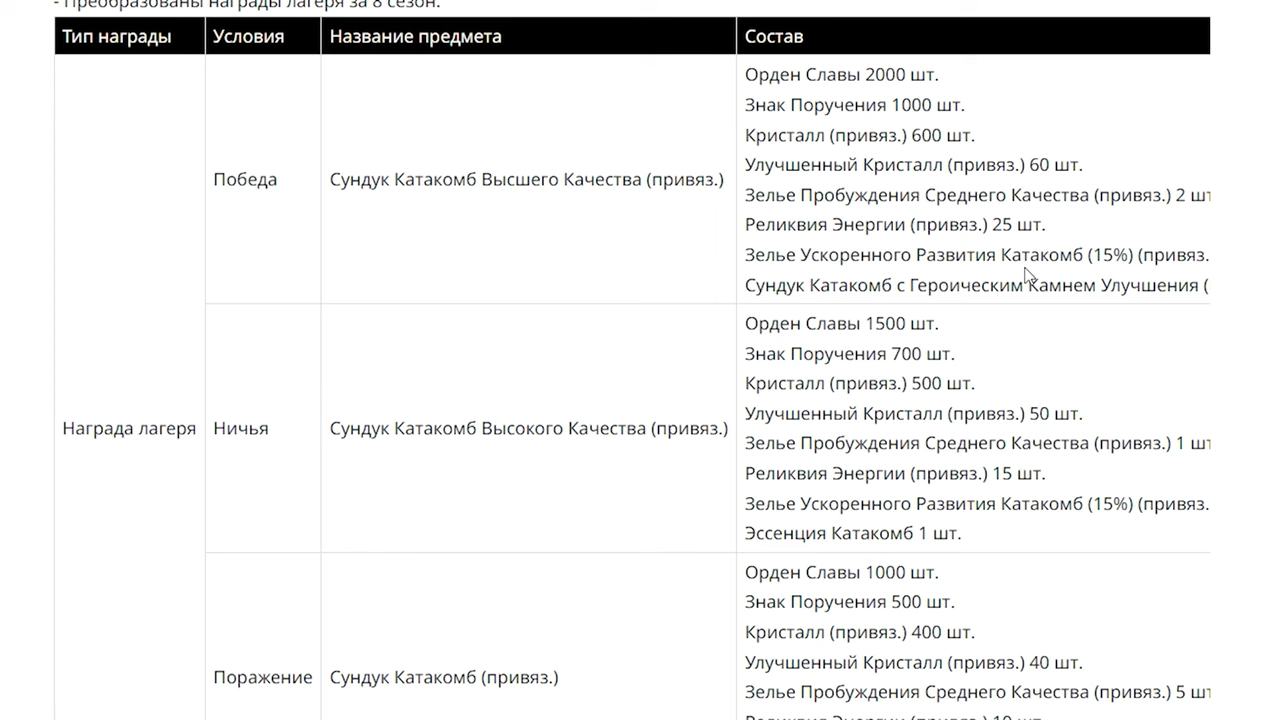 - Преобразованы награды лагеря за 8 сезон.
Тип награды Условия Название предмета Состав
Награда лагеря
Победа
Сундук Катакомб Высшего Качества (привяз.)
Орден Славы 2000 шт.
Знак Поручения 1000 шт.
Кристалл (привяз.) 600 шт.
Улучшенный Кристалл (привяз.) 60 шт.
Зелье Пробуждения Среднего Качества (привяз.) 2 шт
Реликвия Энергии (привяз.) 25 шт.
Зелье Ускоренного Развития Катакомб (15%) (привяз.
Сундук Катакомб с Героическим Камнем Улучшения (
Ничья
Сундук Катакомб Высокого Качества (привяз.)
Орден Славы 1500 шт.
Знак Поручения 700 шт.
Кристалл (привяз.) 500 шт.
Улучшенный Кристалл (привяз.) 50 шт.
Зелье Пробуждения Среднего Качества (привяз.) 1 шт
Реликвия Энергии (привяз.) 15 шт.
Зелье Ускоренного Развития Катакомб (15%) (привяз.
Эссенция Катакомб 1 шт.
Поражение
Сундук Катакомб (привяз.)
Орден Славы 1000 шт.
Знак Поручения 500 шт.
Кристалл (привяз.) 400 шт.
Улучшенный Кристалл (привяз.) 40 шт.
Зелье Пробуждения Среднего Качества (привяз.) 5 шт
Реликвия Энергии (привяз.) 10 шт.